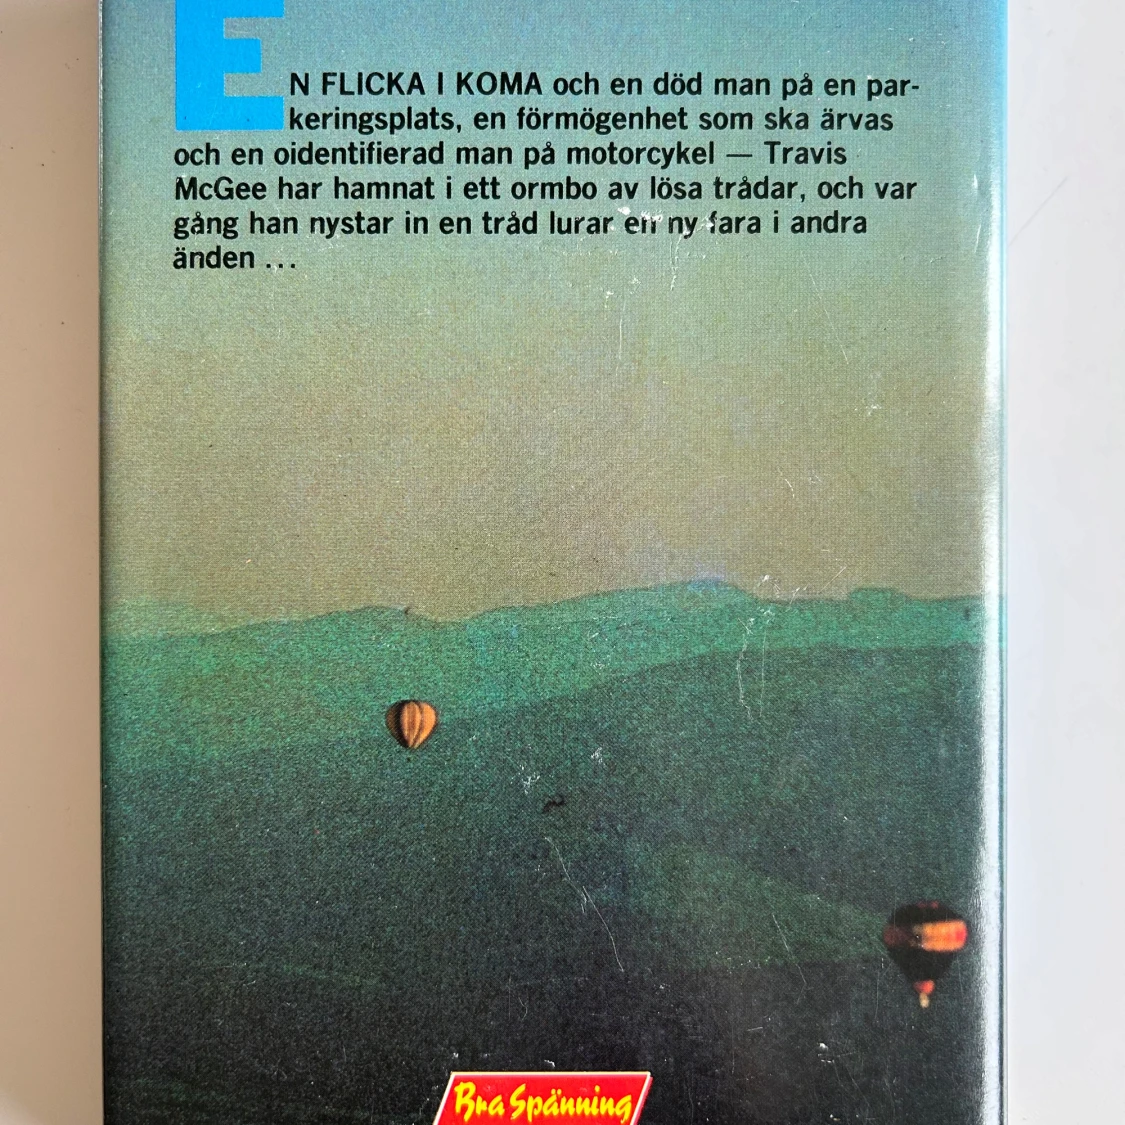 EN FLICKA I KOMA och en död man på en par-
keringsplats, en förmögenhet som ska ärvas
och en oidentifierad man på motorcykel — Travis
McGee har hamnat i ett ormbo av lösa trådar, och var
gång han nystar in en tråd lurar en ny fara i andra
änden ...
Bra Spänning